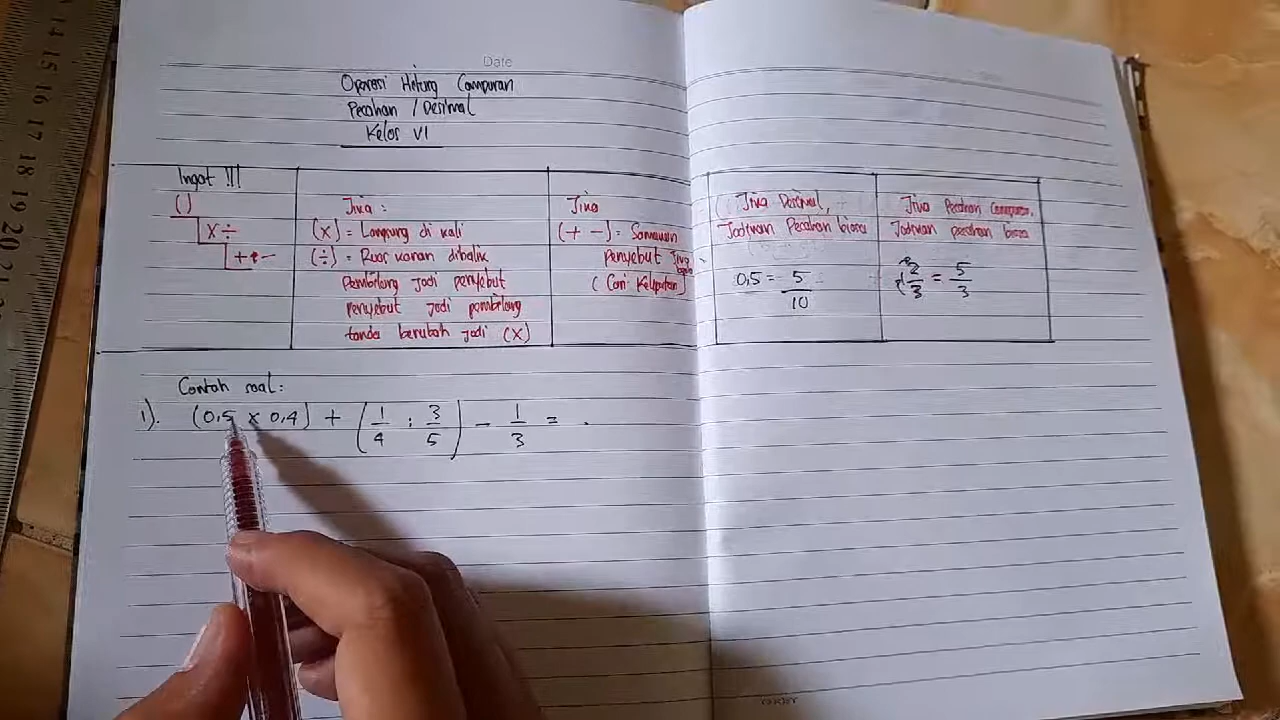 Date
Operasi Hitung Campuran
Pecahan / Desimal
Kelas VI
Ingat !!!
()
x ÷
+ -
Jika :
(x) = Langsung di kali
(÷) = Ruas kanan dibalik
Pembilang jadi penyebut
penyebut jadi pembilang
tanda berubah jadi (x)
Jika
(+ -) = Samakan
Penyebut Jika
( Cari Kelipatan)
Jika Desimal,
Jadikan Pecahan biasa
0,5 = 5/10
Jika Pecahan Campuran,
Jadikan pecahan biasa
1 2/3 = 5/3
Contoh soal:
1). (0,5 x 0,4) + (1/4 : 3/5) - 1/3 =